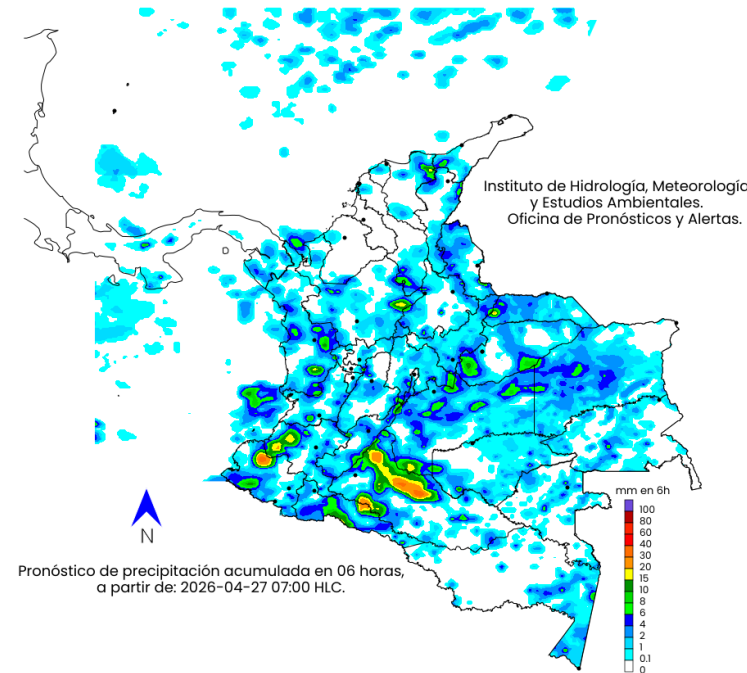 Instituto de Hidrología, Meteorología
y Estudios Ambientales.
Oficina de Pronósticos y Alertas.
mm en 6h
100
80
60
40
30
20
15
10
8
6
4
2
1
0.1
0
N
Pronóstico de precipitación acumulada en 06 horas,
a partir de: 2026-04-27 07:00 HLC.